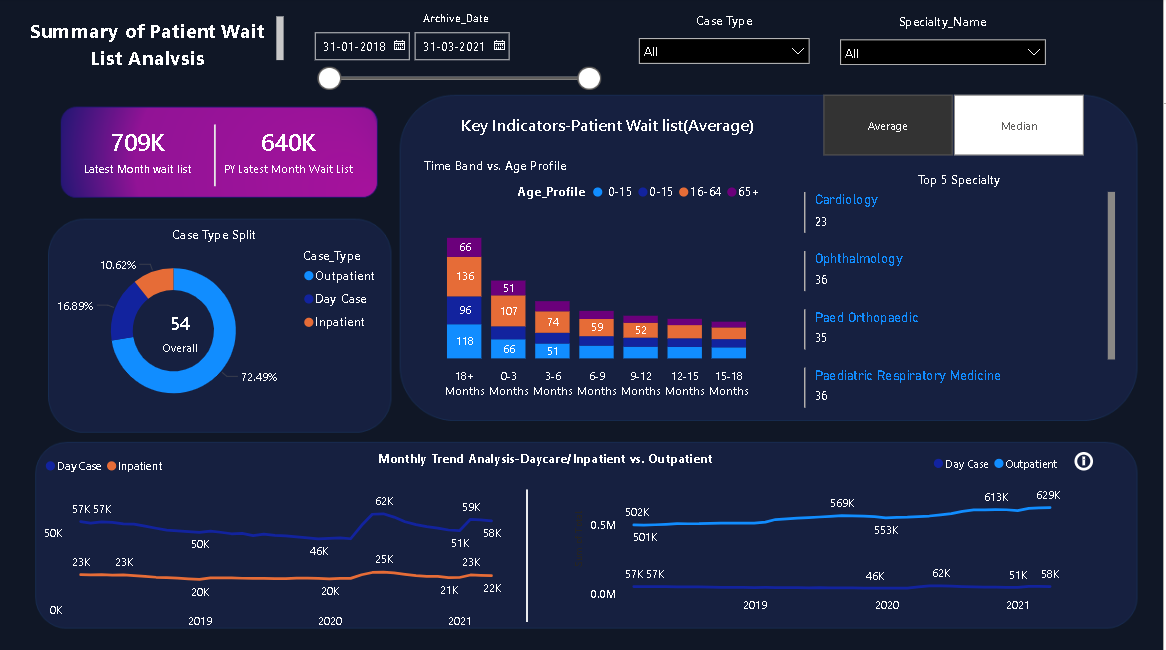 Summary of Patient Wait
List Analysis
Archive_Date
31-01-2018
31-03-2021
Case Type
All
Specialty_Name
All
709K
Latest Month wait list
640K
PY Latest Month Wait List
Key Indicators-Patient Wait list(Average)
Average
Median
Time Band vs. Age Profile
Age_Profile 0-15 0-15 16-64 65+
66
136
96
118
51
107
66
74
51
59
52
18+ Months
0-3 Months
3-6 Months
6-9 Months
9-12 Months
12-15 Months
15-18 Months
Top 5 Specialty
Cardiology
23
Ophthalmology
36
Paed Orthopaedic
35
Paediatric Respiratory Medicine
36
Case Type Split
Case_Type
Outpatient
Day Case
Inpatient
10.62%
16.89%
72.49%
54
Overall
Monthly Trend Analysis-Daycare/Inpatient vs. Outpatient
Day Case Inpatient
57K 57K
50K
46K
62K
51K
59K
58K
50K
23K
23K
20K
20K
25K
21K
23K
22K
0K
2019 2020 2021
Day Case Outpatient
502K
501K
569K
553K
613K
629K
0.5M
57K 57K
46K
62K
51K
58K
0.0M
2019 2020 2021